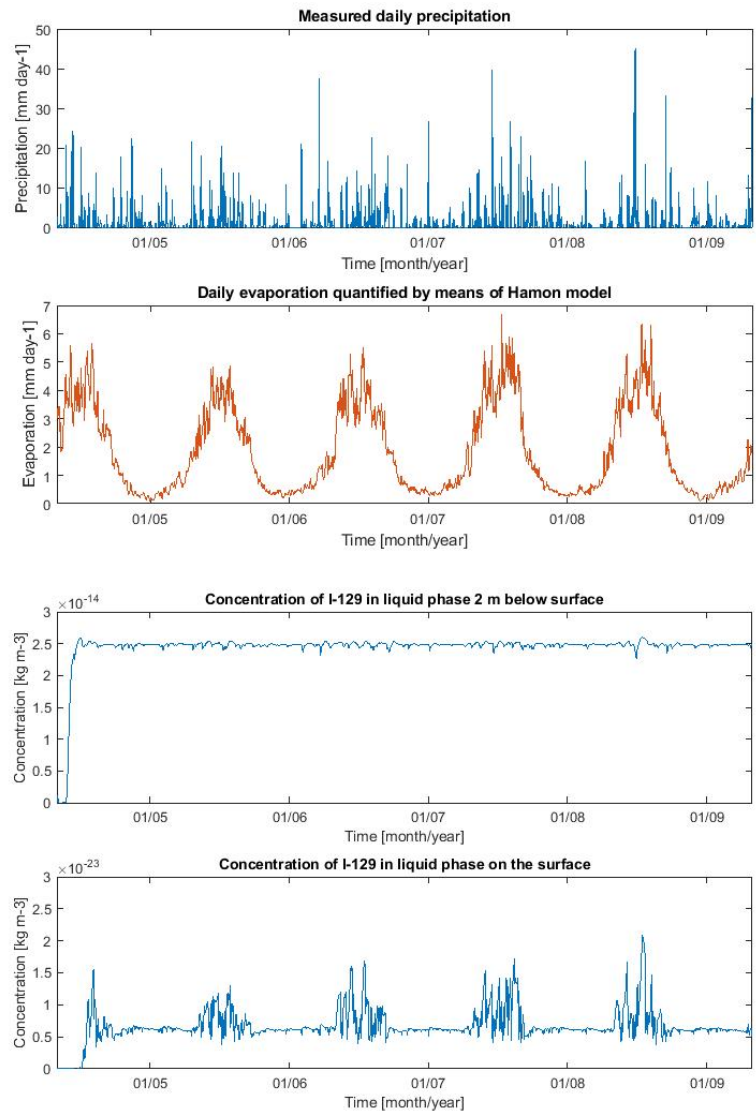 Measured daily precipitation
50
40
30
20
10
0
Precipitation [mm day-1]
01/05 01/06 01/07 01/08 01/09
Time [month/year]
Daily evaporation quantified by means of Hamon model
7
6
5
4
3
2
1
0
Evaporation [mm day-1]
01/05 01/06 01/07 01/08 01/09
Time [month/year]
Concentration of I-129 in liquid phase 2 m below surface
×10-14
3
2.5
2
1.5
1
0.5
0
Concentration [kg m-3]
01/05 01/06 01/07 01/08 01/09
Time [month/year]
Concentration of I-129 in liquid phase on the surface
×10-23
3
2.5
2
1.5
1
0.5
0
Concentration [kg m-3]
01/05 01/06 01/07 01/08 01/09
Time [month/year]